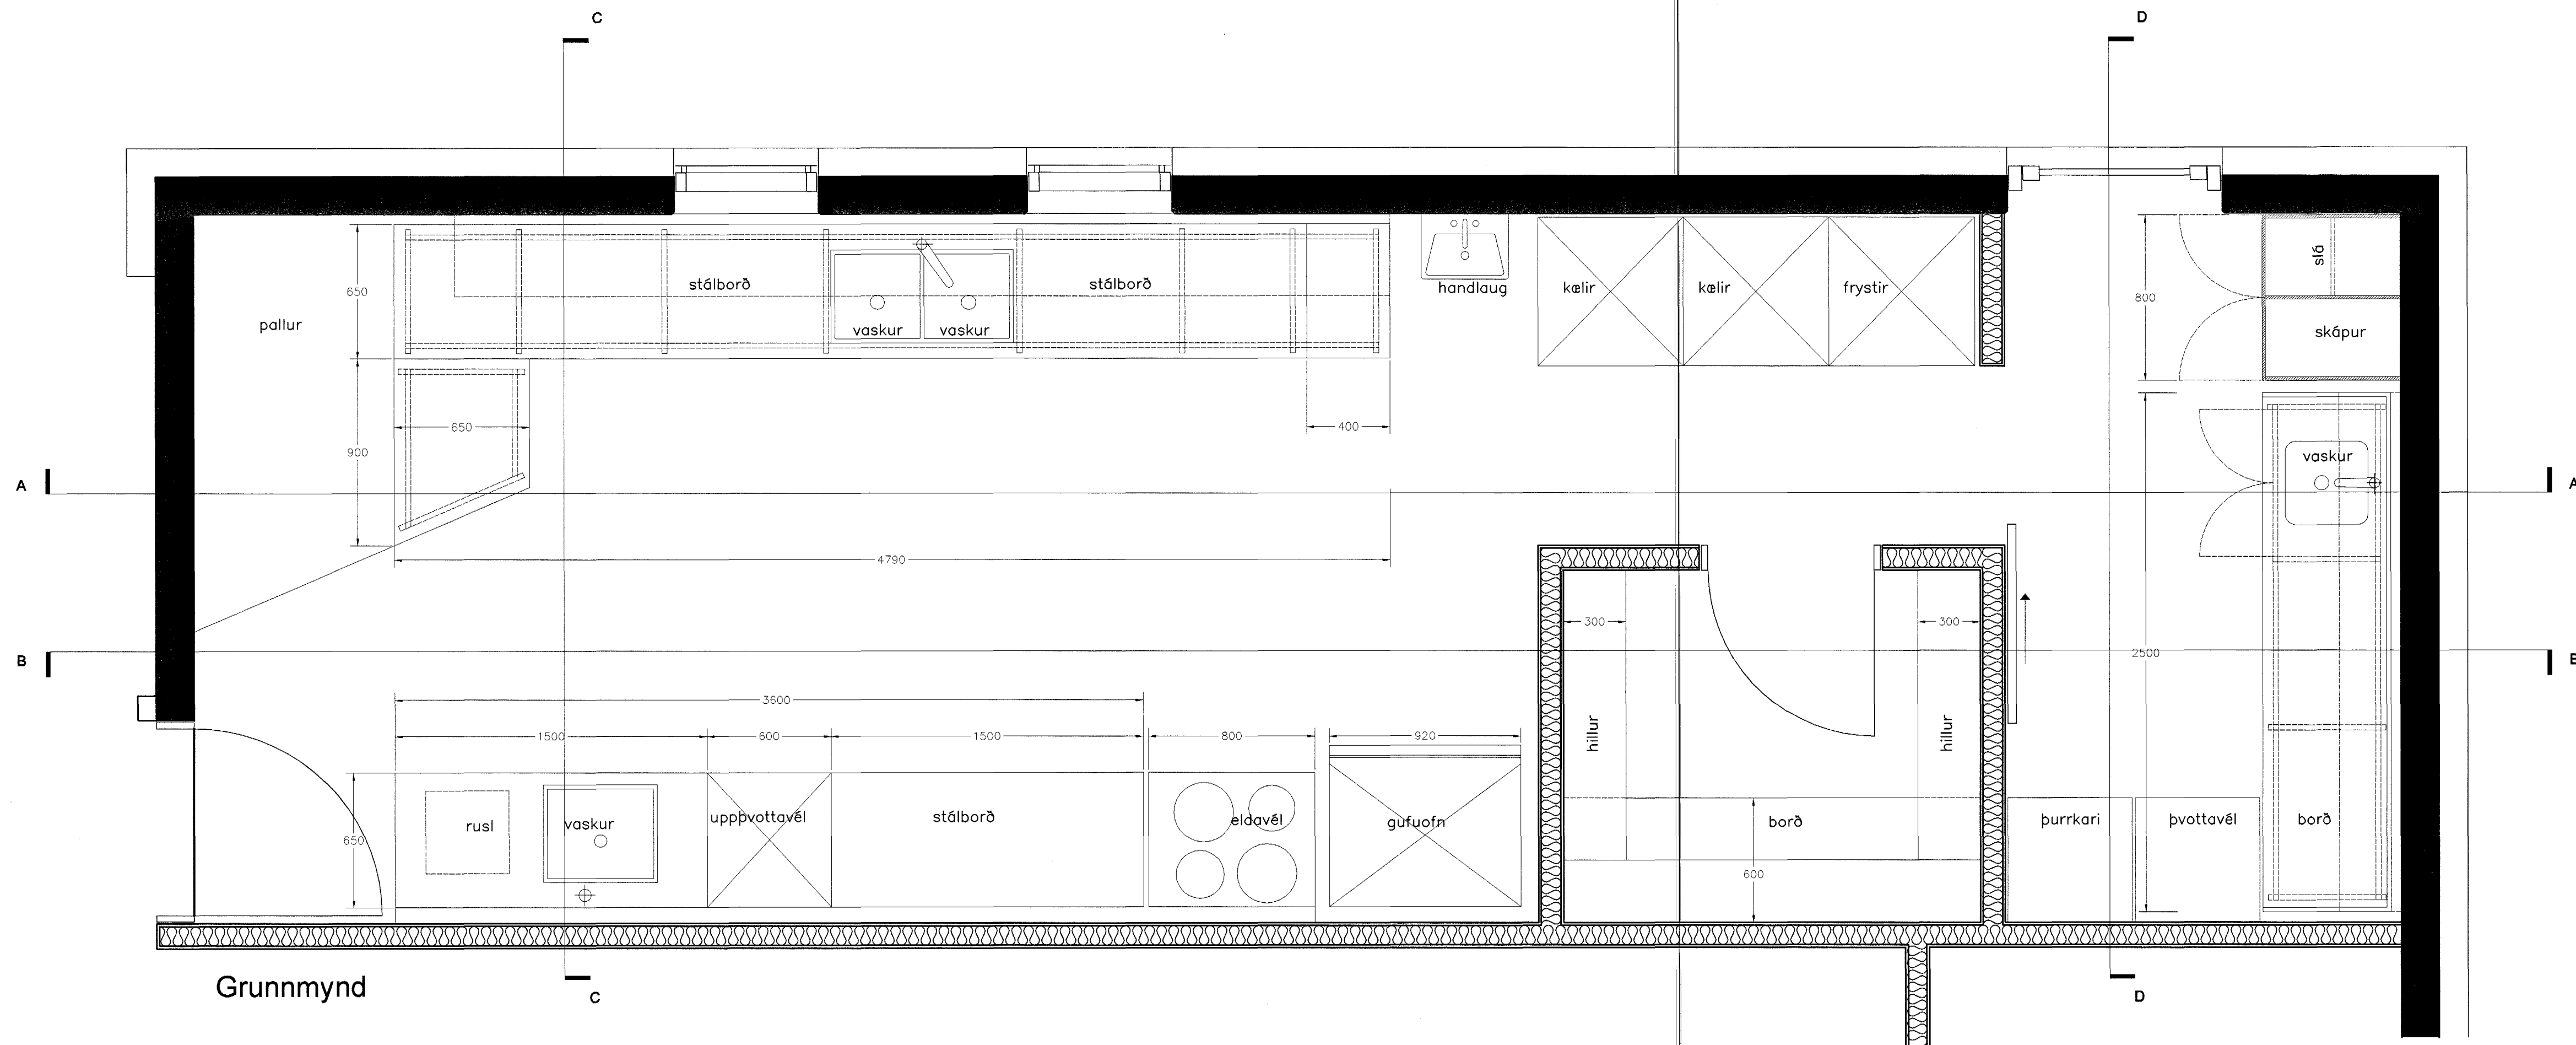 C
D
pallur
650
stálborð
vaskur
vaskur
stálborð
handlaug
kælir
kælir
frystir
800
slá
skápur
650
900
400
vaskur
A
A
4790
300
300
B
2500
3600
1500
600
1500
800
920
hillur
hillur
650
rusl
vaskur
uppþvottavél
stálborð
eldavél
gufuofn
borð
600
þurrkari
þvottavél
borð
Grunnmynd
C
D